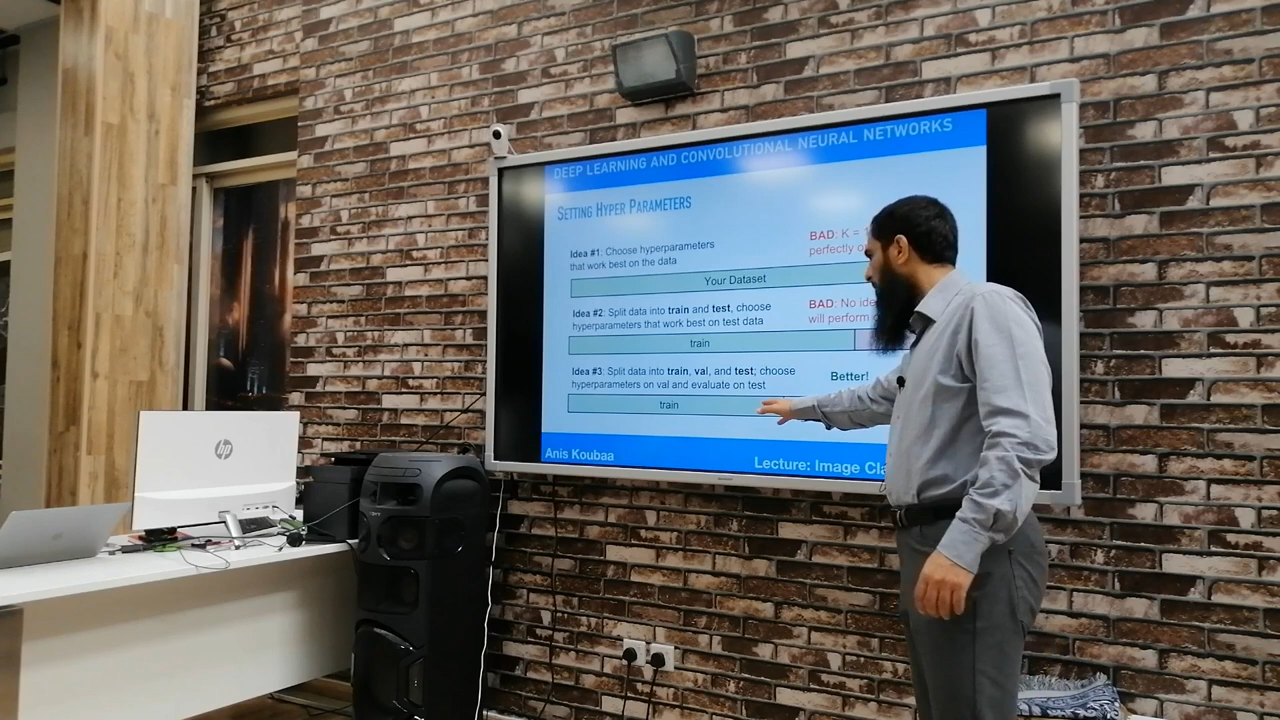 DEEP LEARNING AND CONVOLUTIONAL NEURAL NETWORKS
SETTING HYPER PARAMETERS
Idea #1: Choose hyperparameters
that work best on the data
BAD: K =
perfectly
Your Dataset
Idea #2: Split data into train and test, choose
hyperparameters that work best on test data
BAD: No
will perform
train
Idea #3: Split data into train, val, and test; choose
hyperparameters on val and evaluate on test
Better!
train
Anis Koubaa
Lecture: Image
hp